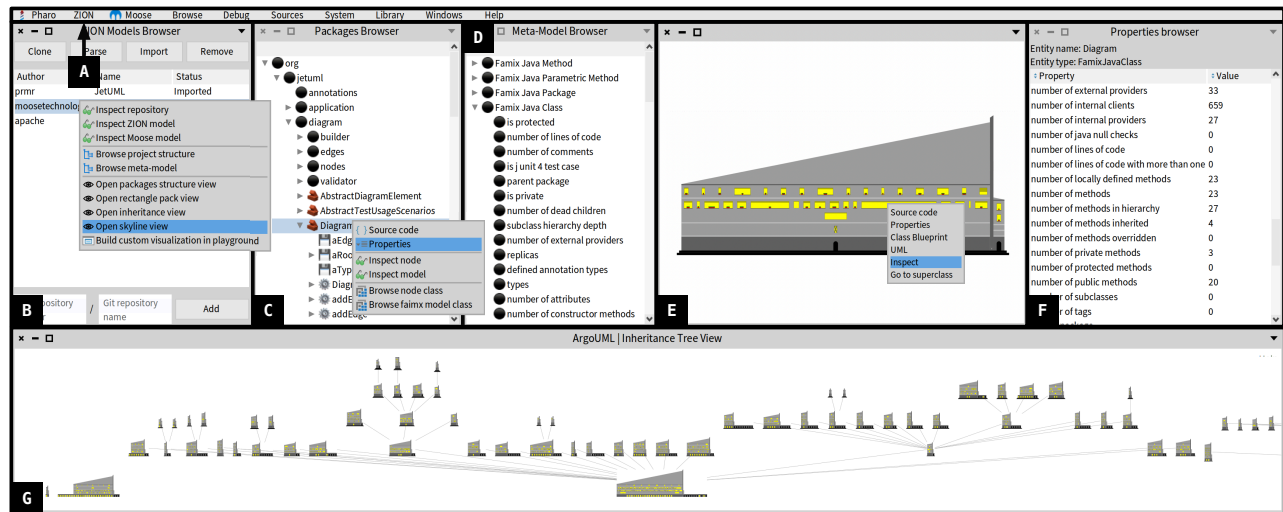 Pharo ZION Moose Browse Debug Sources System Library Windows Help
A
ZION Models Browser
Clone Parse Import Remove
Author Name Status
prmr JetUML Imported
moosetechnolog
apache
Inspect repository
Inspect ZION model
Inspect Moose model
Browse project structure
Browse meta-model
Open packages structure view
Open rectangle pack view
Open inheritance view
Open skyline view
Build custom visualization in playground
/ Git repository name Add
B
Packages Browser
org
jetuml
annotations
application
diagram
builder
edges
nodes
validator
AbstractDiagramElement
AbstractTestUsageScenarios
Diagram
aEdg
aRoo
aTyp
Diagr
addE
addEdge
Source code
Properties
Inspect node
Inspect model
Browse node class
Browse faimx model class
C
D
Meta-Model Browser
Famix Java Method
Famix Java Parametric Method
Famix Java Package
Famix Java Class
is protected
number of lines of code
number of comments
is j unit 4 test case
parent package
is private
number of dead children
subclass hierarchy depth
number of external providers
replicas
defined annotation types
types
number of attributes
number of constructor methods
Source code
Properties
Class Blueprint
UML
Inspect
Go to superclass
E
Properties browser
Entity name: Diagram
Entity type: FamixJavaClass
Property Value
number of external providers 33
number of internal clients 659
number of internal providers 27
number of java null checks 0
number of lines of code 0
number of lines of code with more than one 0
number of locally defined methods 23
number of methods 23
number of methods in hierarchy 27
number of methods inherited 4
number of methods overridden 0
number of private methods 3
number of protected methods 0
number of public methods 20
of subclasses 0
r of tags 0
F
ArgoUML | Inheritance Tree View
G